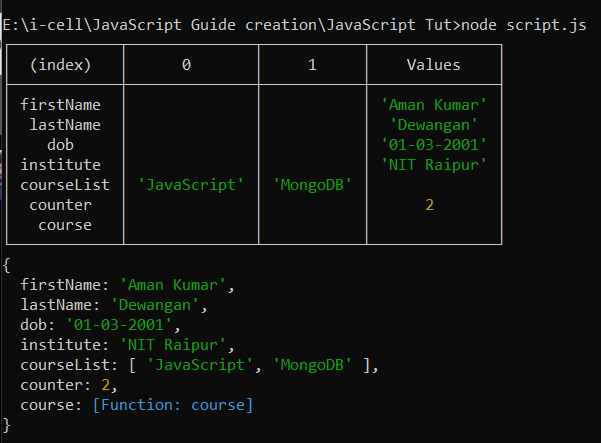 E:\i-cell\JavaScript Guide creation\JavaScript Tut>node script.js
(index) 0 1 Values
firstName 'Aman Kumar'
lastName 'Dewangan'
dob '01-03-2001'
institute 'NIT Raipur'
courseList 'JavaScript' 'MongoDB'
counter 2
course
{
  firstName: 'Aman Kumar',
  lastName: 'Dewangan',
  dob: '01-03-2001',
  institute: 'NIT Raipur',
  courseList: [ 'JavaScript', 'MongoDB' ],
  counter: 2,
  course: [Function: course]
}